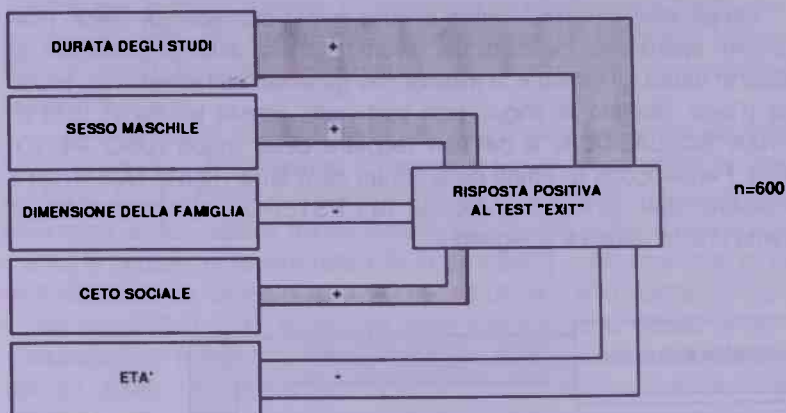 DURATA DEGLI STUDI
+
SESSO MASCHILE
+
DIMENSIONE DELLA FAMIGLIA
-
RISPOSTA POSITIVA
AL TEST "EXIT"
n=600
CETO SOCIALE
+
ETA'
-